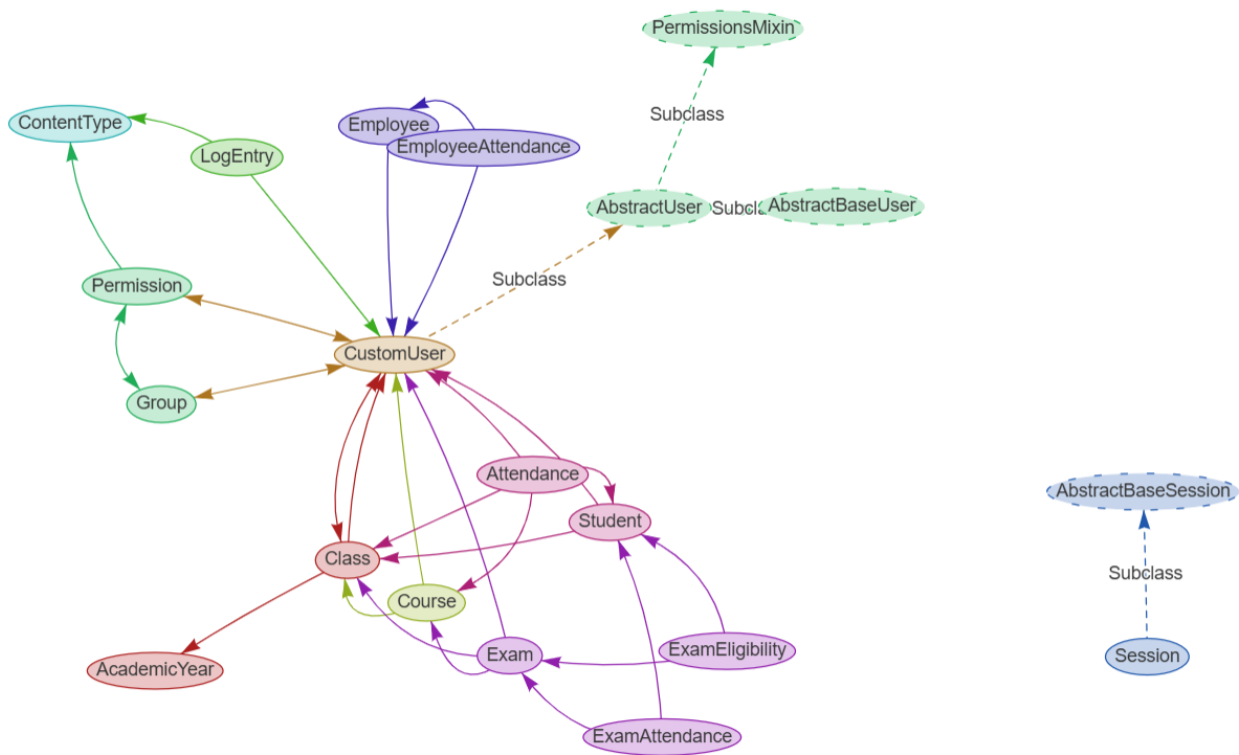 PermissionsMixin
ContentType
Employee
Subclass
EmployeeAttendance
LogEntry
AbstractUser
Subcla
AbstractBaseUser
Subclass
Permission
CustomUser
Group
Attendance
AbstractBaseSession
Student
Class
Subclass
Course
ExamEligibility
Exam
Session
AcademicYear
ExamAttendance